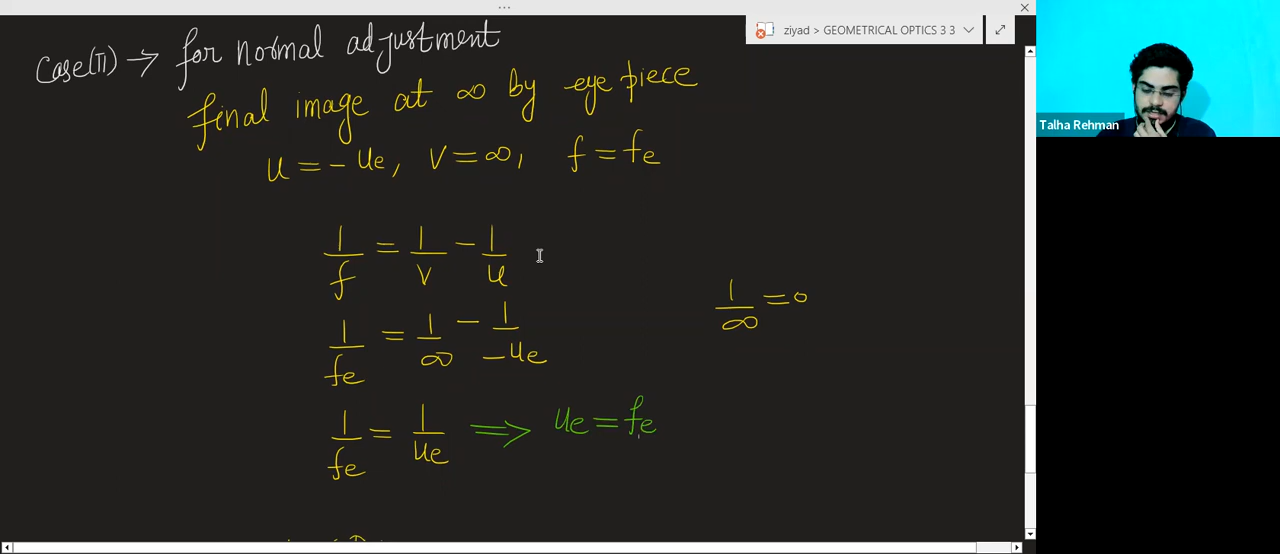 ziyad > GEOMETRICAL OPTICS 3 3
Talha Rehman
Case(II) → for normal adjustment
final image at ∞ by eye piece
u = - ue, v = ∞, f = fe
1/f = 1/v - 1/u
1/fe = 1/∞ - 1/-ue
1/∞ = 0
1/fe = 1/ue ⟹ ue = fe